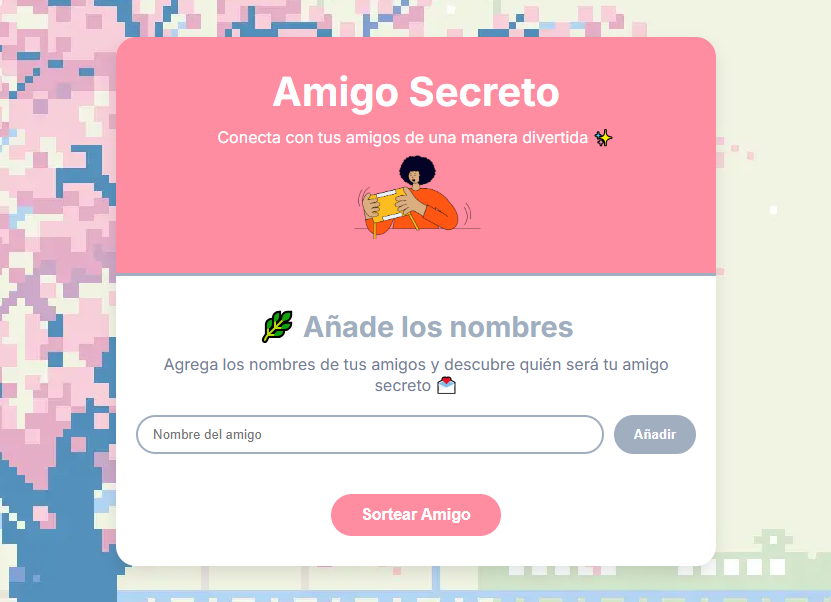 Amigo Secreto
Conecta con tus amigos de una manera divertida ✨
🌿 Añade los nombres
Agrega los nombres de tus amigos y descubre quién será tu amigo
secreto 💌
Nombre del amigo
Añadir
Sortear Amigo